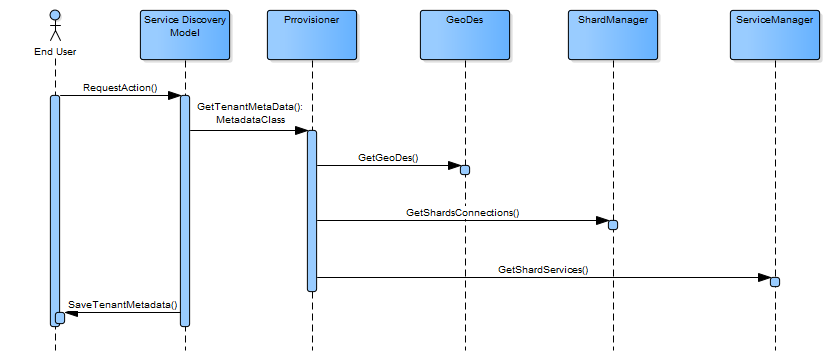 End User
Service Discovery
Model
Prrovisioner
GeoDes
ShardManager
ServiceManager
RequestAction()
GetTenantMetaData():
MetadataClass
GetGeoDes()
GetShardsConnections()
GetShardServices()
SaveTenantMetadata()